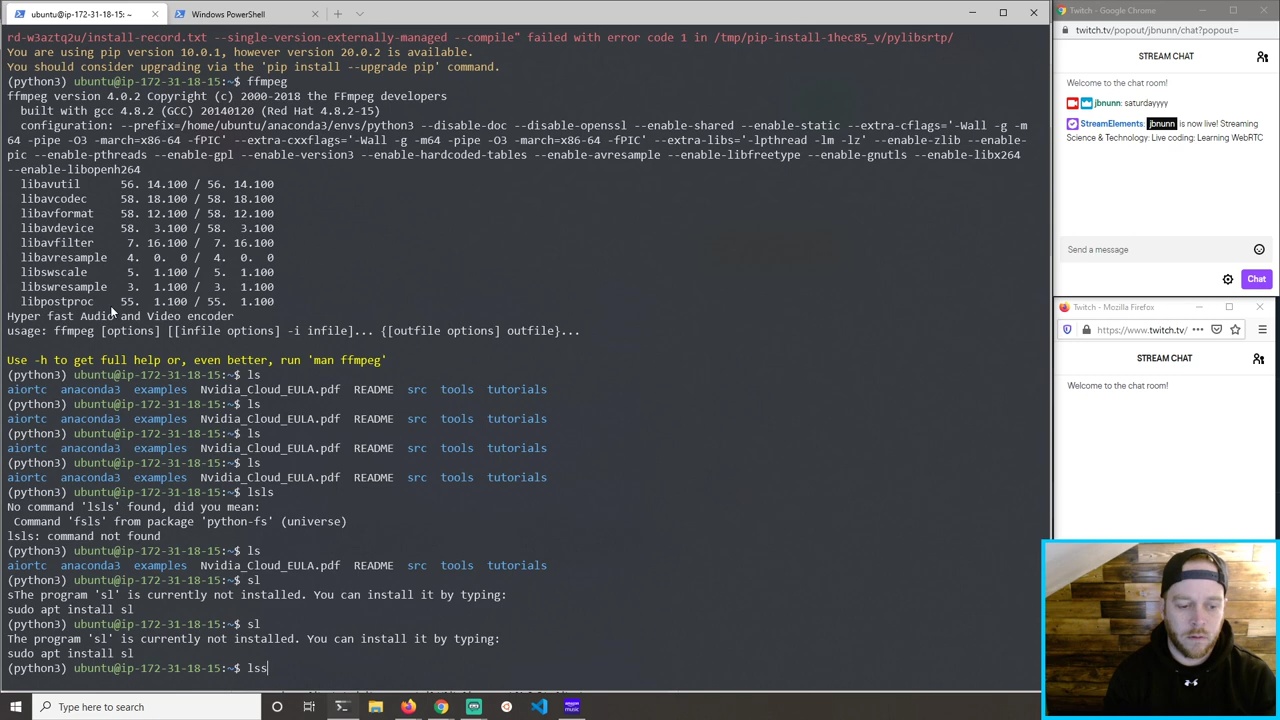 ubuntu@ip-172-31-18-15: ~
Windows PowerShell
rd-w3aztq2u/install-record.txt --single-version-externally-managed --compile" failed with error code 1 in /tmp/pip-install-1hec85_v/pylibsrtp/
You are using pip version 10.0.1, however version 20.0.2 is available.
You should consider upgrading via the 'pip install --upgrade pip' command.
(python3) ubuntu@ip-172-31-18-15:~$ ffmpeg
ffmpeg version 4.0.2 Copyright (c) 2000-2018 the FFmpeg developers
  built with gcc 4.8.2 (GCC) 20140120 (Red Hat 4.8.2-15)
  configuration: --prefix=/home/ubuntu/anaconda3/envs/python3 --disable-doc --disable-openssl --enable-shared --enable-static --extra-cflags='-Wall -g -m
64 -pipe -O3 -march=x86-64 -fPIC' --extra-cxxflags='-Wall -g -m64 -pipe -O3 -march=x86-64 -fPIC' --extra-libs='-lpthread -lm -lz' --enable-zlib --enable-
pic --enable-pthreads --enable-gpl --enable-version3 --enable-hardcoded-tables --enable-avresample --enable-libfreetype --enable-gnutls --enable-libx264
--enable-libopenh264
  libavutil      56. 14.100 / 56. 14.100
  libavcodec     58. 18.100 / 58. 18.100
  libavformat    58. 12.100 / 58. 12.100
  libavdevice    58.  3.100 / 58.  3.100
  libavfilter     7. 16.100 /  7. 16.100
  libavresample   4.  0.  0 /  4.  0.  0
  libswscale      5.  1.100 /  5.  1.100
  libswresample   3.  1.100 /  3.  1.100
  libpostproc    55.  1.100 / 55.  1.100
Hyper fast Audio and Video encoder
usage: ffmpeg [options] [[infile options] -i infile]... {[outfile options] outfile}...
Use -h to get full help or, even better, run 'man ffmpeg'
(python3) ubuntu@ip-172-31-18-15:~$ ls
aiortc  anaconda3  examples  Nvidia_Cloud_EULA.pdf  README  src  tools  tutorials
(python3) ubuntu@ip-172-31-18-15:~$ ls
aiortc  anaconda3  examples  Nvidia_Cloud_EULA.pdf  README  src  tools  tutorials
(python3) ubuntu@ip-172-31-18-15:~$ ls
aiortc  anaconda3  examples  Nvidia_Cloud_EULA.pdf  README  src  tools  tutorials
(python3) ubuntu@ip-172-31-18-15:~$ ls
aiortc  anaconda3  examples  Nvidia_Cloud_EULA.pdf  README  src  tools  tutorials
(python3) ubuntu@ip-172-31-18-15:~$ lsls
No command 'lsls' found, did you mean:
 Command 'fsls' from package 'python-fs' (universe)
lsls: command not found
(python3) ubuntu@ip-172-31-18-15:~$ ls
aiortc  anaconda3  examples  Nvidia_Cloud_EULA.pdf  README  src  tools  tutorials
(python3) ubuntu@ip-172-31-18-15:~$ sl
sThe program 'sl' is currently not installed. You can install it by typing:
sudo apt install sl
(python3) ubuntu@ip-172-31-18-15:~$ sl
The program 'sl' is currently not installed. You can install it by typing:
sudo apt install sl
(python3) ubuntu@ip-172-31-18-15:~$ lss
Type here to search
music
Twitch - Google Chrome
twitch.tv/popout/jbnunn/chat?popout=
STREAM CHAT
Welcome to the chat room!
jbnunn: saturdayyyy
StreamElements: jbnunn is now live! Streaming
Science & Technology: Live coding: Learning WebRTC
Send a message
Chat
Twitch - Mozilla Firefox
https://www.twitch.tv/
STREAM CHAT
Welcome to the chat room!